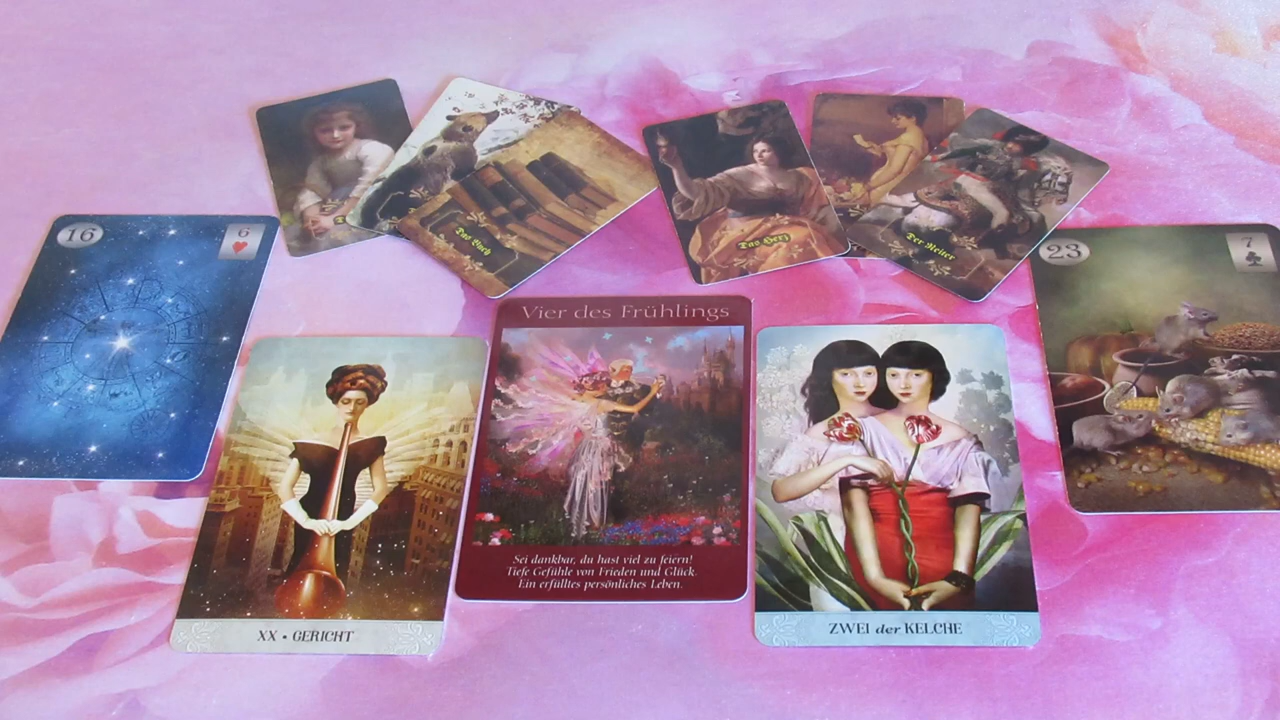 Das Buch
Das Herz
Der Reiter
16
6
23
7
Vier des Frühlings
Sei dankbar, du hast viel zu feiern!
Tiefe Gefühle von Frieden und Glück.
Ein erfülltes persönliches Leben.
XX • GERICHT
ZWEI der KELCHE